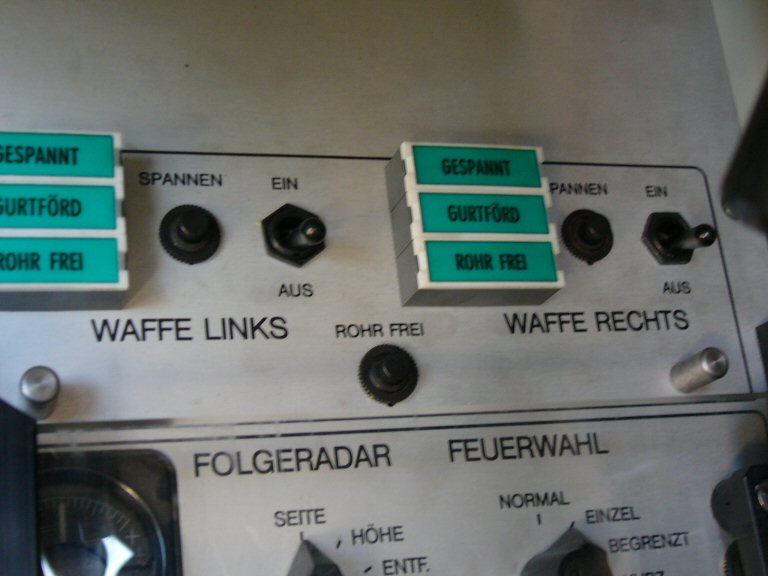 GESPANNT
GURTFÖRD
ROHR FREI
SPANNEN
EIN
AUS
WAFFE LINKS
ROHR FREI
GESPANNT
GURTFÖRD
ROHR FREI
PANNEN
EIN
AUS
WAFFE RECHTS
FOLGERADAR
SEITE
HÖHE
ENTF.
FEUERWAHL
NORMAL
EINZEL
BEGRENZT